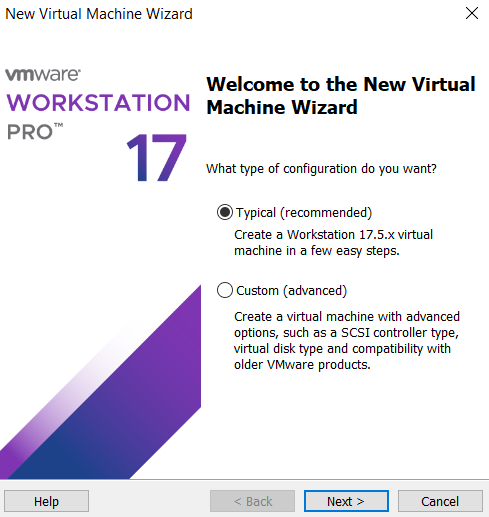 New Virtual Machine Wizard
vmware®
WORKSTATION
PRO™
17
Welcome to the New Virtual
Machine Wizard
What type of configuration do you want?
Typical (recommended)
Create a Workstation 17.5.x virtual
machine in a few easy steps.
Custom (advanced)
Create a virtual machine with advanced
options, such as a SCSI controller type,
virtual disk type and compatibility with
older VMware products.
Help
< Back
Next >
Cancel